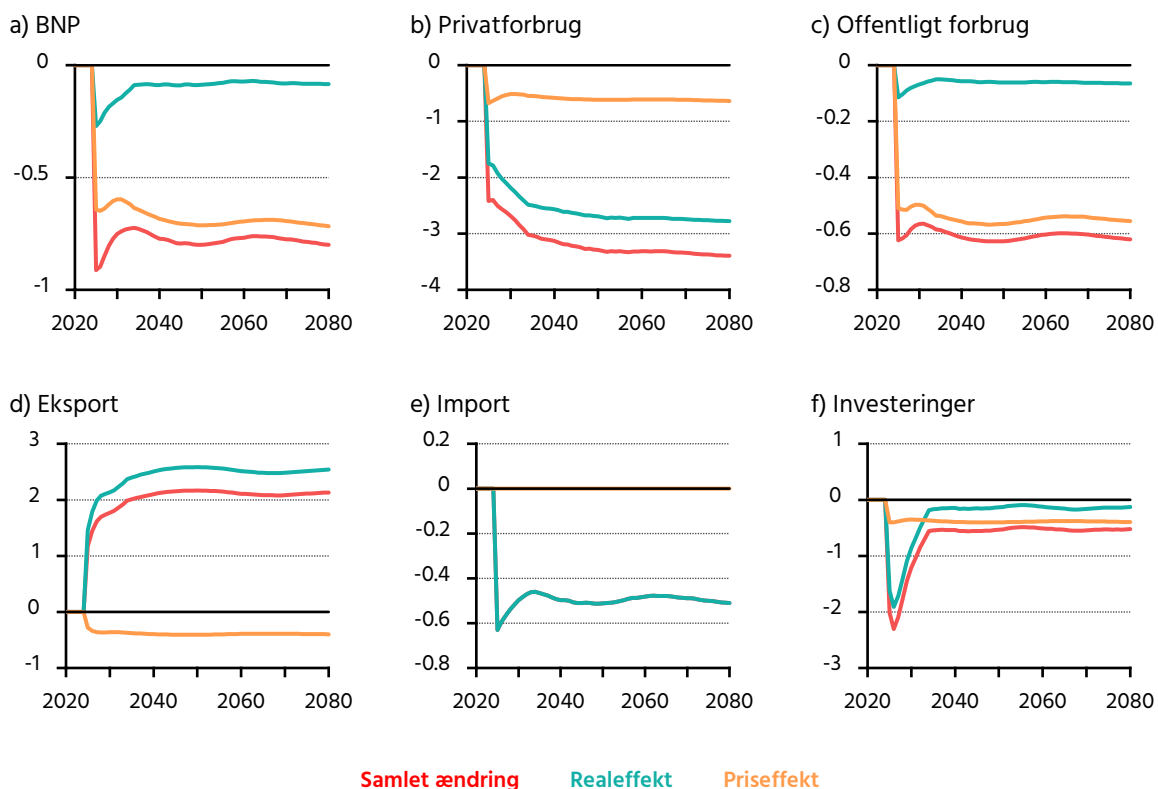 a) BNP
0
-0.5
-1
2020 2040 2060 2080
b) Privatforbrug
0
-1
-2
-3
-4
2020 2040 2060 2080
c) Offentligt forbrug
0
-0.2
-0.4
-0.6
-0.8
2020 2040 2060 2080
d) Eksport
3
2
1
0
-1
2020 2040 2060 2080
e) Import
0.2
0
-0.2
-0.4
-0.6
-0.8
2020 2040 2060 2080
f) Investeringer
1
0
-1
-2
-3
2020 2040 2060 2080
Samlet ændring Realeffekt Priseffekt